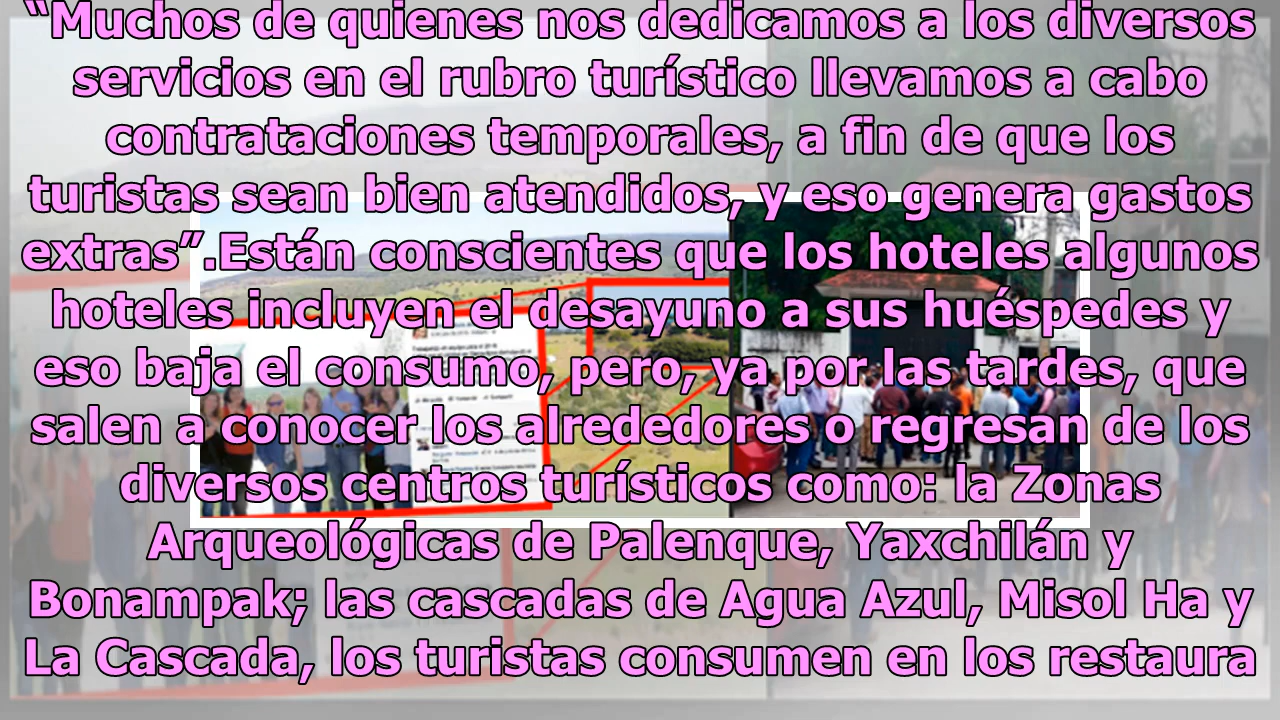 “Muchos de quienes nos dedicamos a los diversos
servicios en el rubro turístico llevamos a cabo
contrataciones temporales, a fin de que los
turistas sean bien atendidos, y eso genera gastos
extras”.Están conscientes que los hoteles algunos
hoteles incluyen el desayuno a sus huéspedes y
eso baja el consumo, pero, ya por las tardes, que
salen a conocer los alrededores o regresan de los
diversos centros turísticos como: la Zonas
Arqueológicas de Palenque, Yaxchilán y
Bonampak; las cascadas de Agua Azul, Misol Ha y
La Cascada, los turistas consumen en los restaura